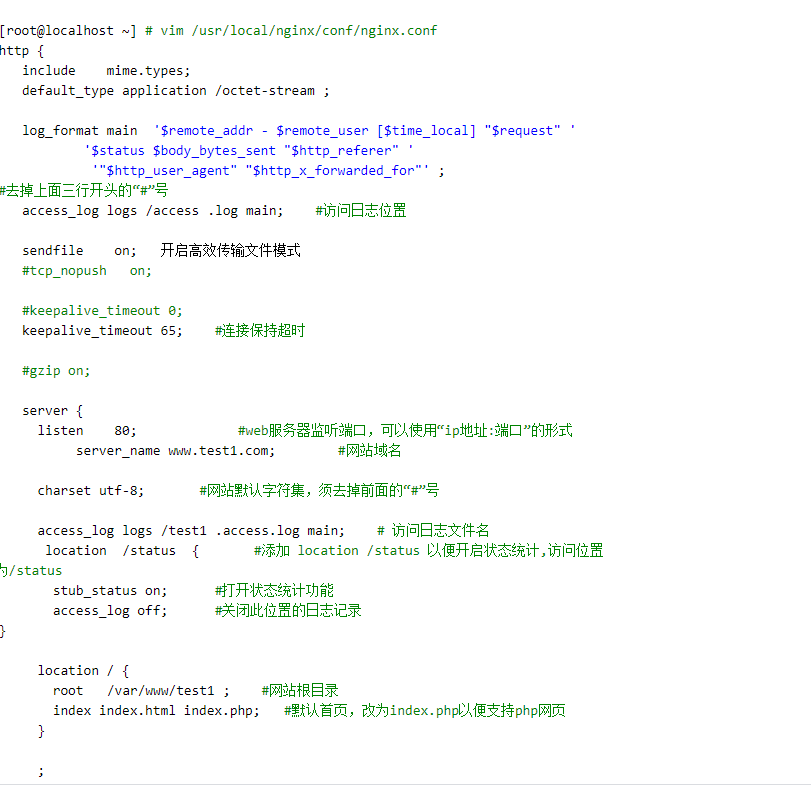 [root@localhost ~] # vim /usr/local/nginx/conf/nginx.conf
http {
include    mime.types;
default_type application /octet-stream ;
log_format main  '$remote_addr - $remote_user [$time_local] "$request" '
'$status $body_bytes_sent "$http_referer" '
'"$http_user_agent" "$http_x_forwarded_for"' ;
#去掉上面三行开头的“#”号
access_log logs /access .log main;    #访问日志位置
sendfile    on;   开启高效传输文件模式
#tcp_nopush   on;
#keepalive_timeout 0;
keepalive_timeout 65;    #连接保持超时
#gzip on;
server {
listen    80;             #web服务器监听端口，可以使用“ip地址:端口”的形式
server_name www.test1.com;        #网站域名
charset utf-8;       #网站默认字符集，须去掉前面的“#”号
access_log logs /test1 .access.log main;    # 访问日志文件名
location  /status  {       #添加 location /status 以便开启状态统计,访问位置
为/status
stub_status on;      #打开状态统计功能
access_log off;      #关闭此位置的日志记录
}
location / {
root   /var/www/test1 ;    #网站根目录
index index.html index.php;   #默认首页，改为index.php以便支持php网页
}
;